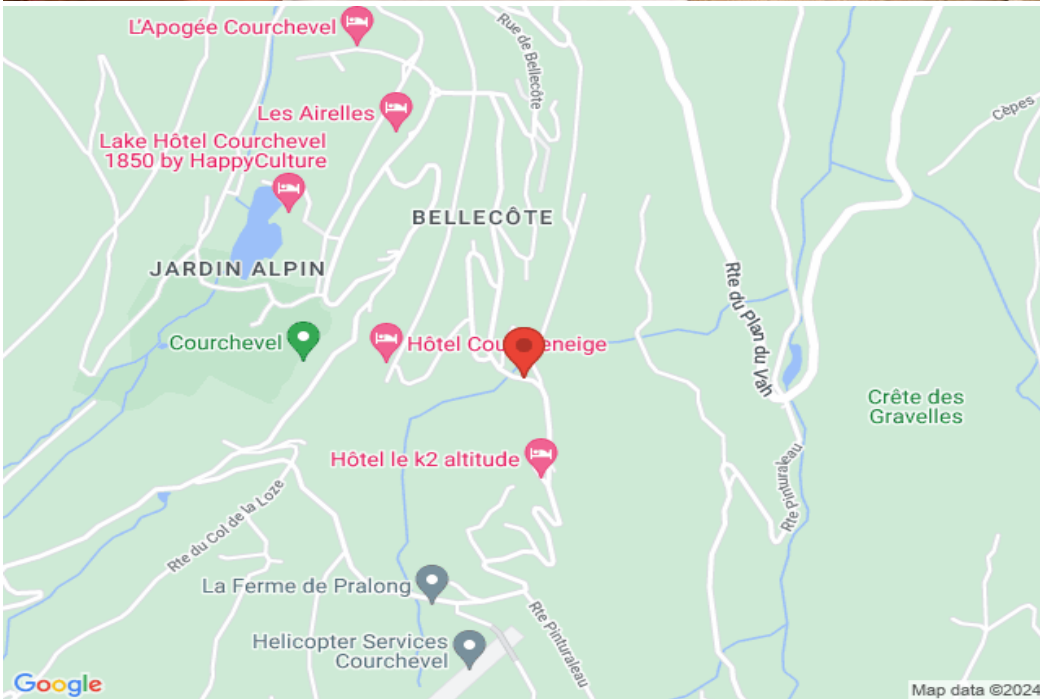 L'Apogée Courchevel
Rue de Bellecôte
Les Airelles
Cèpes
Lake Hôtel Courchevel
1850 by HappyCulture
BELLECÔTE
JARDIN ALPIN
Rte du Plan du Vah
Courchevel
Hôtel
eneige
Crête des
Gravelles
Hôtel le k2 altitude
Rte pinturaleau
Rte du Col de la Loze
La Ferme de Pralong
Rte Pinturaleau
Helicopter Services
Courchevel
Google
Map data ©2024